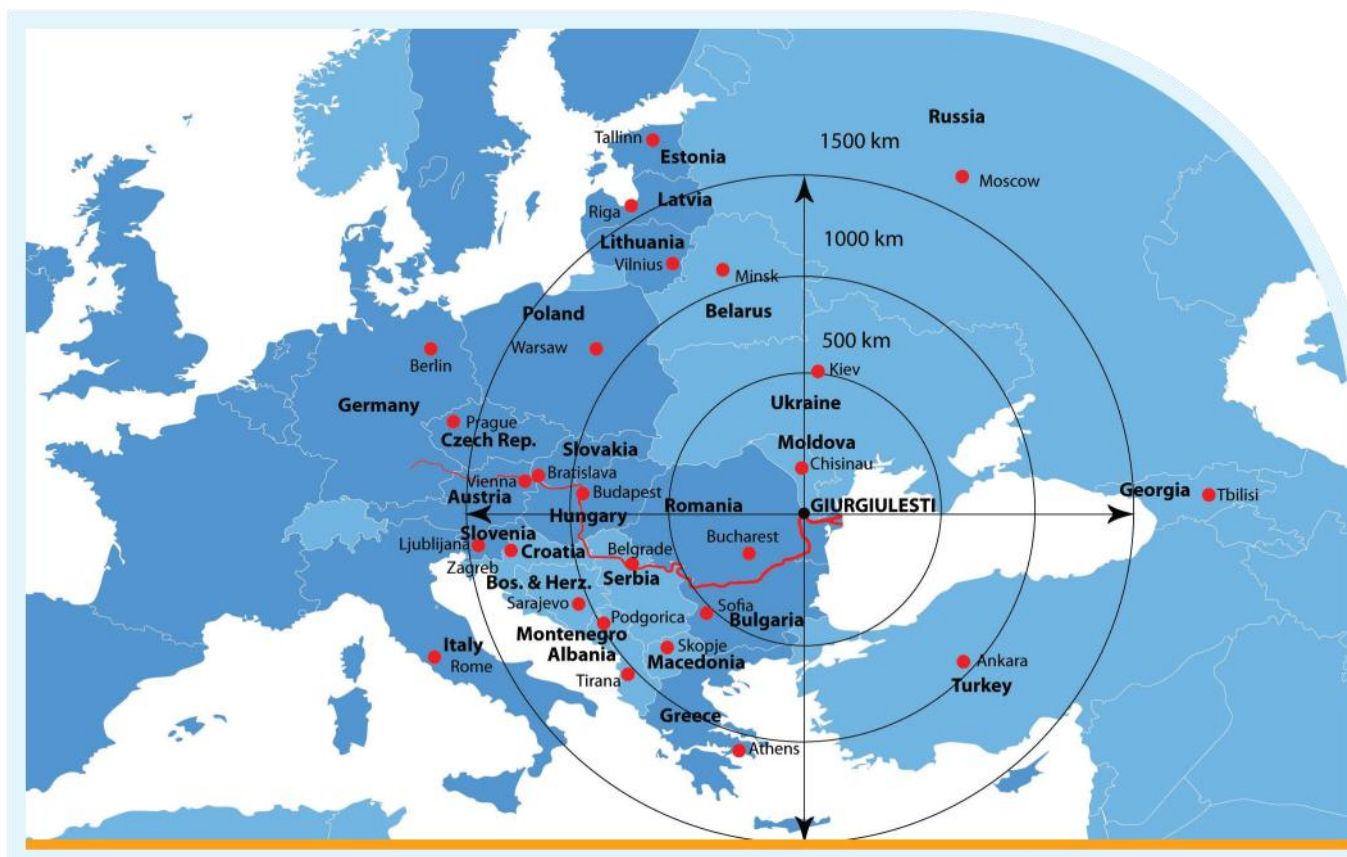 Russia
1500 km
Tallinn
Estonia
Moscow
Latvia
Riga
1000 km
Lithuania
Vilnius
Minsk
Poland
Belarus
Warsaw
500 km
Berlin
Kiev
Germany
Ukraine
Prague
Czech Rep.
Slovakia
Moldova
Chisinau
Bratislava
Vienna
Budapest
Austria
Romania
GIURGIULESTI
Georgia
Tbilisi
Hungary
Slovenia
Ljublijana
Croatia
Bucharest
Belgrade
Zagreb
Serbia
Bos. & Herz.
Sarajevo
Podgorica
Sofia
Bulgaria
Montenegro
Italy
Skopje
Albania
Macedonia
Rome
Ankara
Tirana
Turkey
Greece
Athens